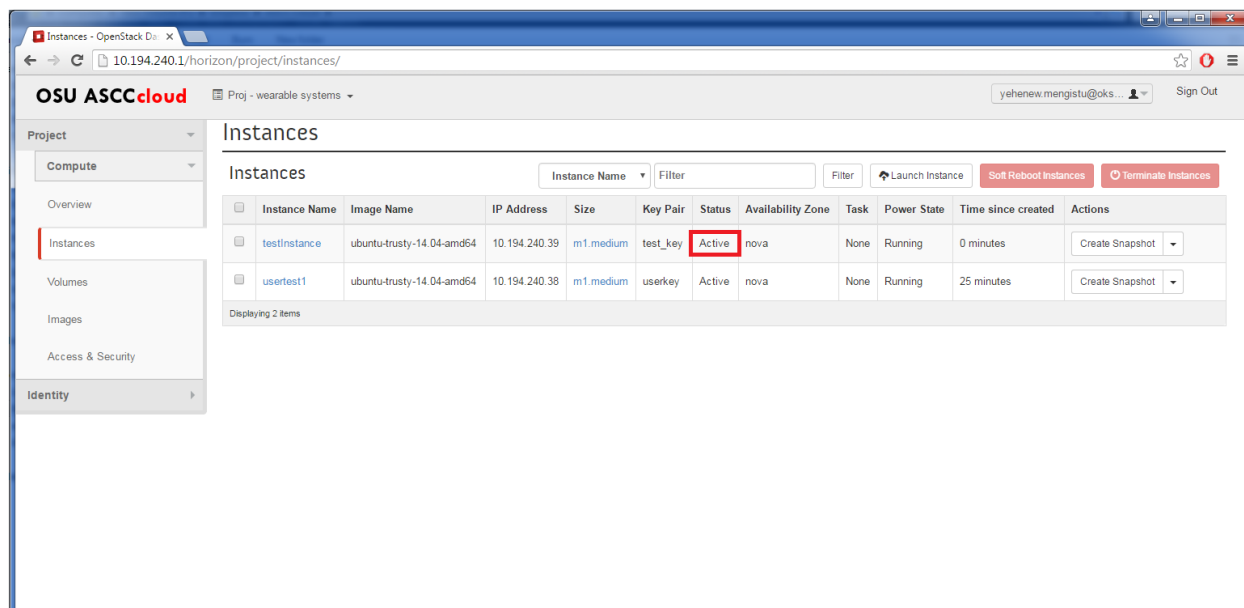 Instances - OpenStack Da
10.194.240.1/horizon/project/instances/
OSU ASCCcloud
Proj - wearable systems
yehenew.mengistu@oks...
Sign Out
Project
Compute
Overview
Instances
Volumes
Images
Access & Security
Identity
Instances
Instances
Instance Name
Filter
Filter
Launch Instance
Soft Reboot Instances
Terminate Instances
Instance Name Image Name IP Address Size Key Pair Status Availability Zone Task Power State Time since created Actions
testInstance ubuntu-trusty-14.04-amd64 10.194.240.39 m1.medium test_key Active nova None Running 0 minutes Create Snapshot
usertest1 ubuntu-trusty-14.04-amd64 10.194.240.38 m1.medium userkey Active nova None Running 25 minutes Create Snapshot
Displaying 2 items